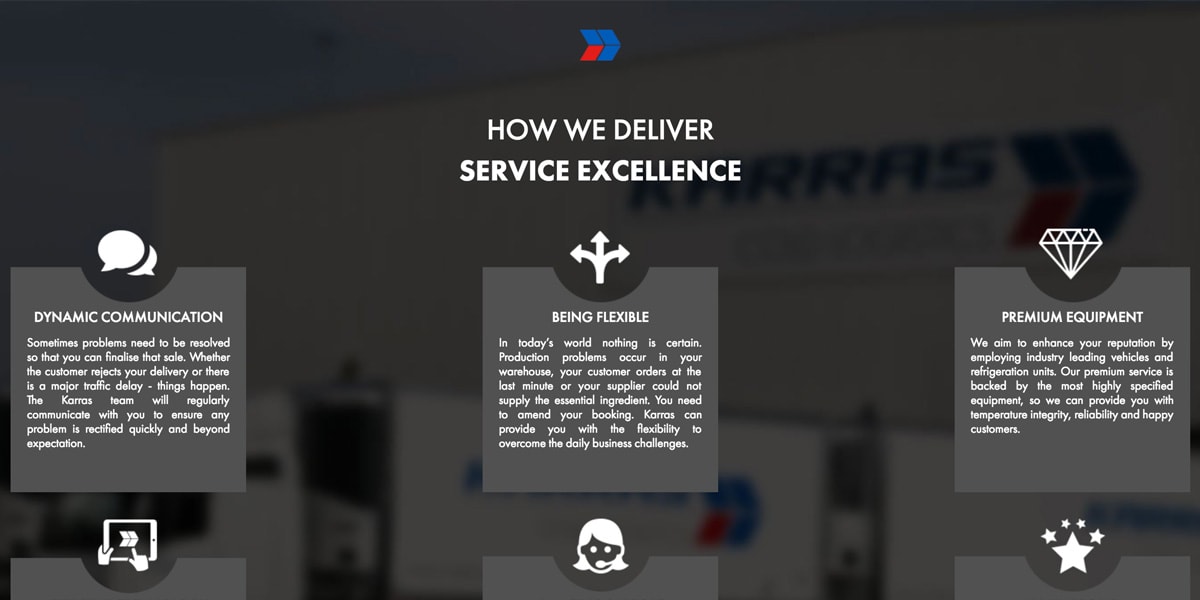 HOW WE DELIVER
SERVICE EXCELLENCE
KARRAS
DYNAMIC COMMUNICATION
Sometimes problems need to be resolved
so that you can finalise that sale. Whether
the customer rejects your delivery or there
is a major traffic delay - things happen.
The Karras team will regularly
communicate with you to ensure any
problem is rectified quickly and beyond
expectation.
BEING FLEXIBLE
In today's world nothing is certain.
Production problems occur in your
warehouse, your customer orders at the
last minute or your supplier could not
supply the essential ingredient. You need
to amend your booking. Karras can
provide you with the flexibility to
overcome the daily business challenges.
PREMIUM EQUIPMENT
We aim to enhance your reputation by
employing industry leading vehicles and
refrigeration units. Our premium service is
backed by the most highly specified
equipment, so we can provide you with
temperature integrity, reliability and happy
customers.